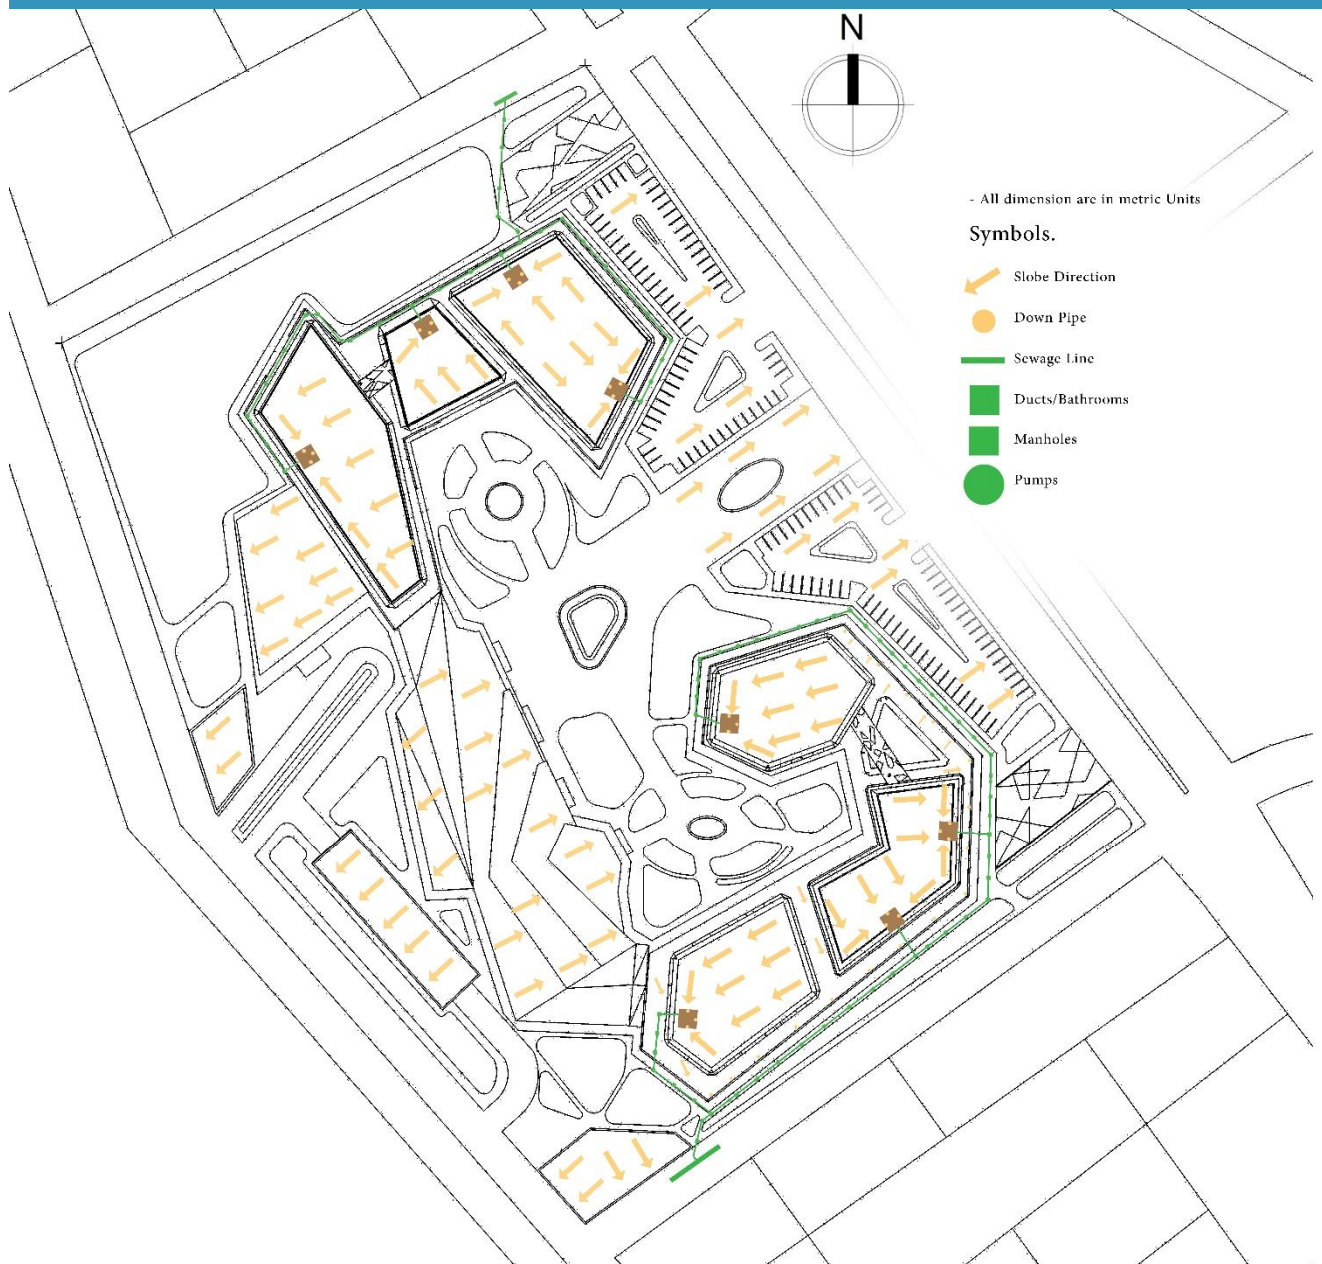 N
- All dimension are in metric Units
Symbols.
Slobe Direction
Down Pipe
Sewage Line
Ducts/Bathrooms
Manholes
Pumps